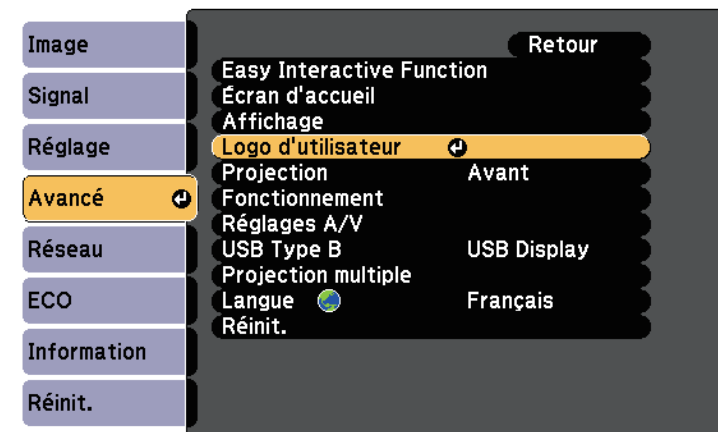 Image
Signal
Réglage
Avancé
Réseau
ECO
Information
Réinit.
Retour
Easy Interactive Function
Écran d'accueil
Affichage
Logo d'utilisateur
Projection Avant
Fonctionnement
Réglages A/V
USB Type B USB Display
Projection multiple
Langue Français
Réinit.